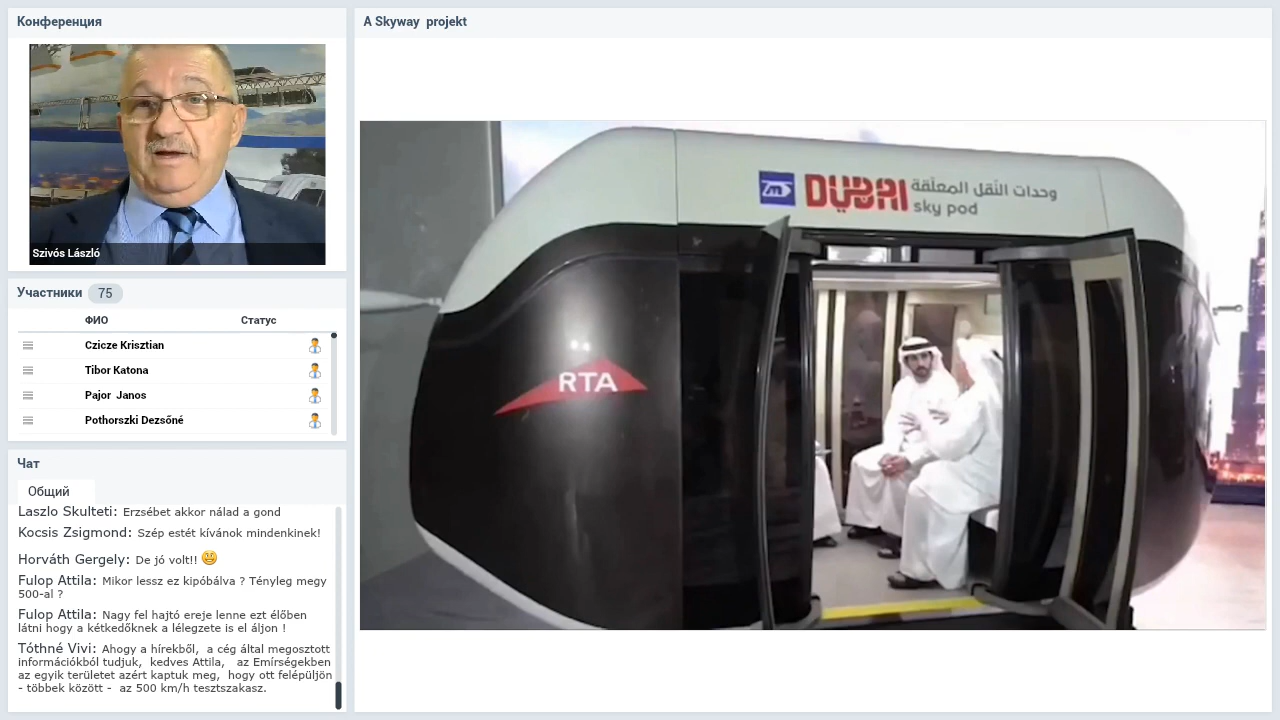 Конференция
Szivós László
Участники 75
ФИО Статус
Czicze Krisztian
Tibor Katona
Pajor Janos
Pothorszki Dezsőné
Чат
Общий
Laszlo Skulteti: Erzsébet akkor nálad a gond
Kocsis Zsigmond: Szép estét kívánok mindenkinek!
Horváth Gergely: De jó volt!!
Fulop Attila: Mikor lessz ez kipóbálva ? Tényleg megy
500-al ?
Fulop Attila: Nagy fel hajtó ereje lenne ezt élőben
látni hogy a kétkedőknek a lélegzete is el áljon !
Tóthné Vivi: Ahogy a hírekből, a cég által megosztott
információkból tudjuk, kedves Attila, az Emírségekben
az egyik területet azért kaptuk meg, hogy ott felépüljön
- többek között - az 500 km/h tesztszakasz.
A Skyway projekt
DUBAI وحدات النقل المعلّقة
sky pod
RTA